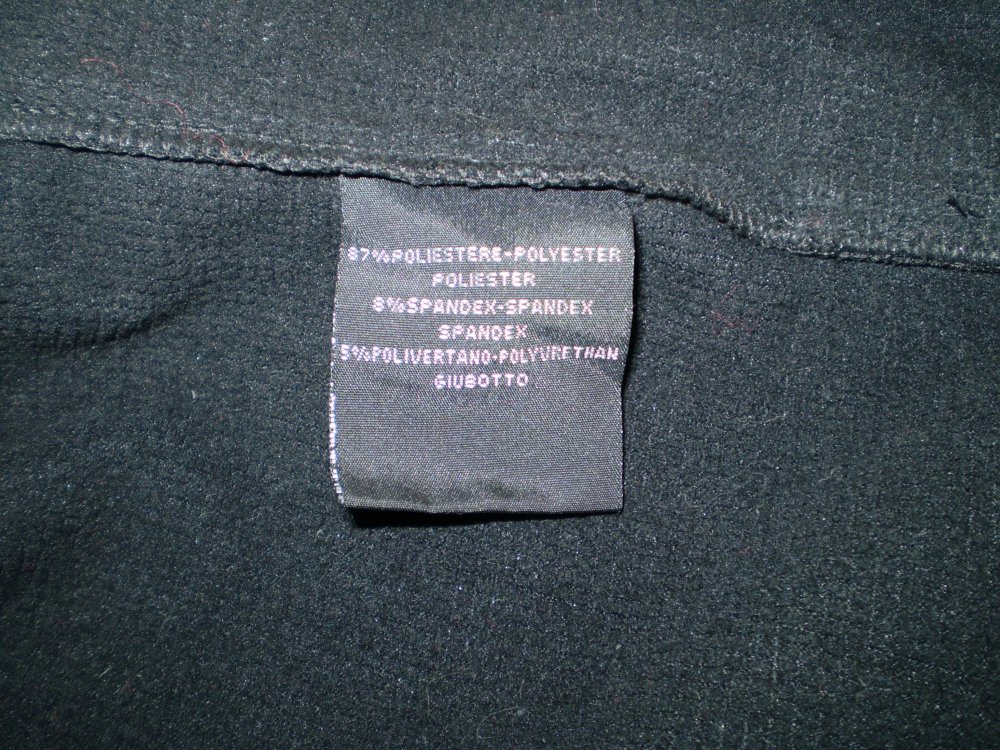 87%POLIESTERE-POLYESTER
POLIESTER
8%SPANDEX-SPANDEX
SPANDEX
5%POLIVERTANO-POLYURETHAN
GIUBOTTO